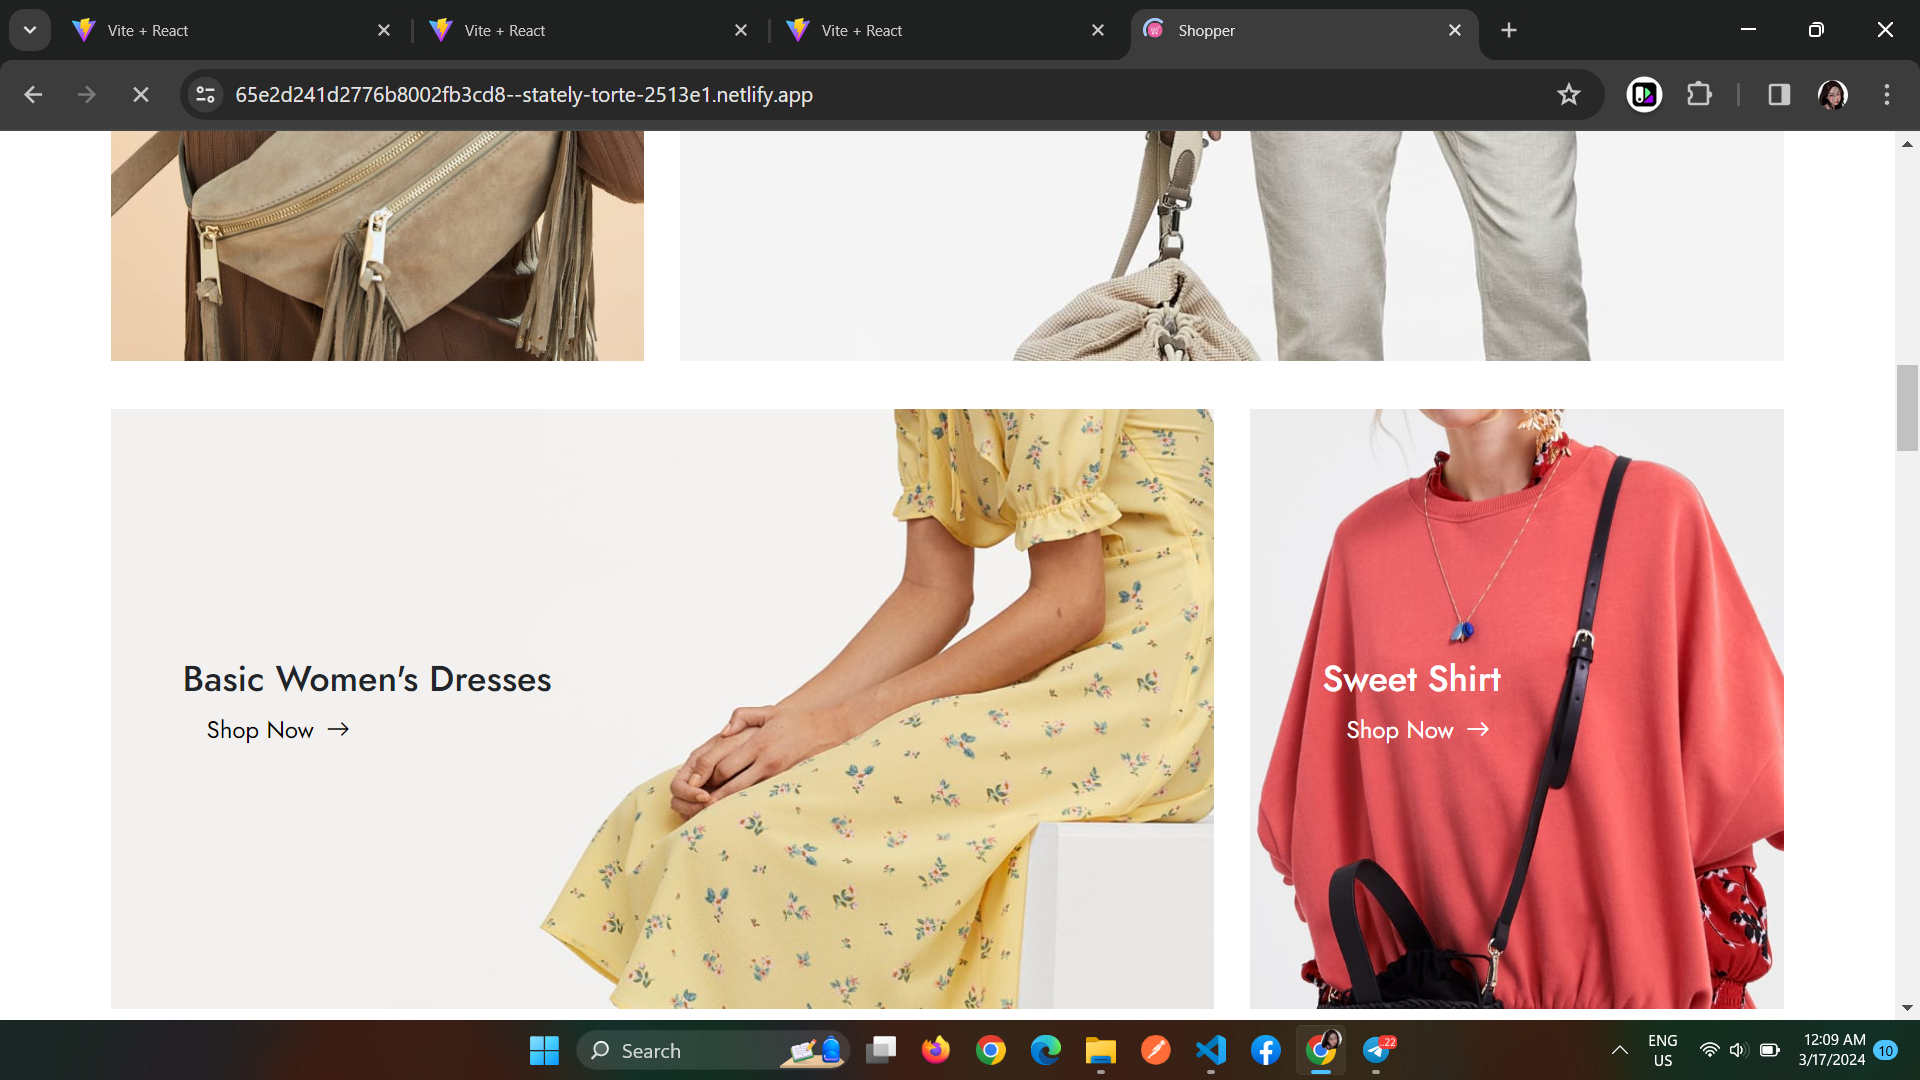 Vite + React
Vite + React
Vite + React
Shopper
65e2d241d2776b8002fb3cd8--stately-torte-2513e1.netlify.app
Basic Women's Dresses
Shop Now →
Sweet Shirt
Shop Now →
Search
..22
ENG
US
12:09 AM
3/17/2024
10